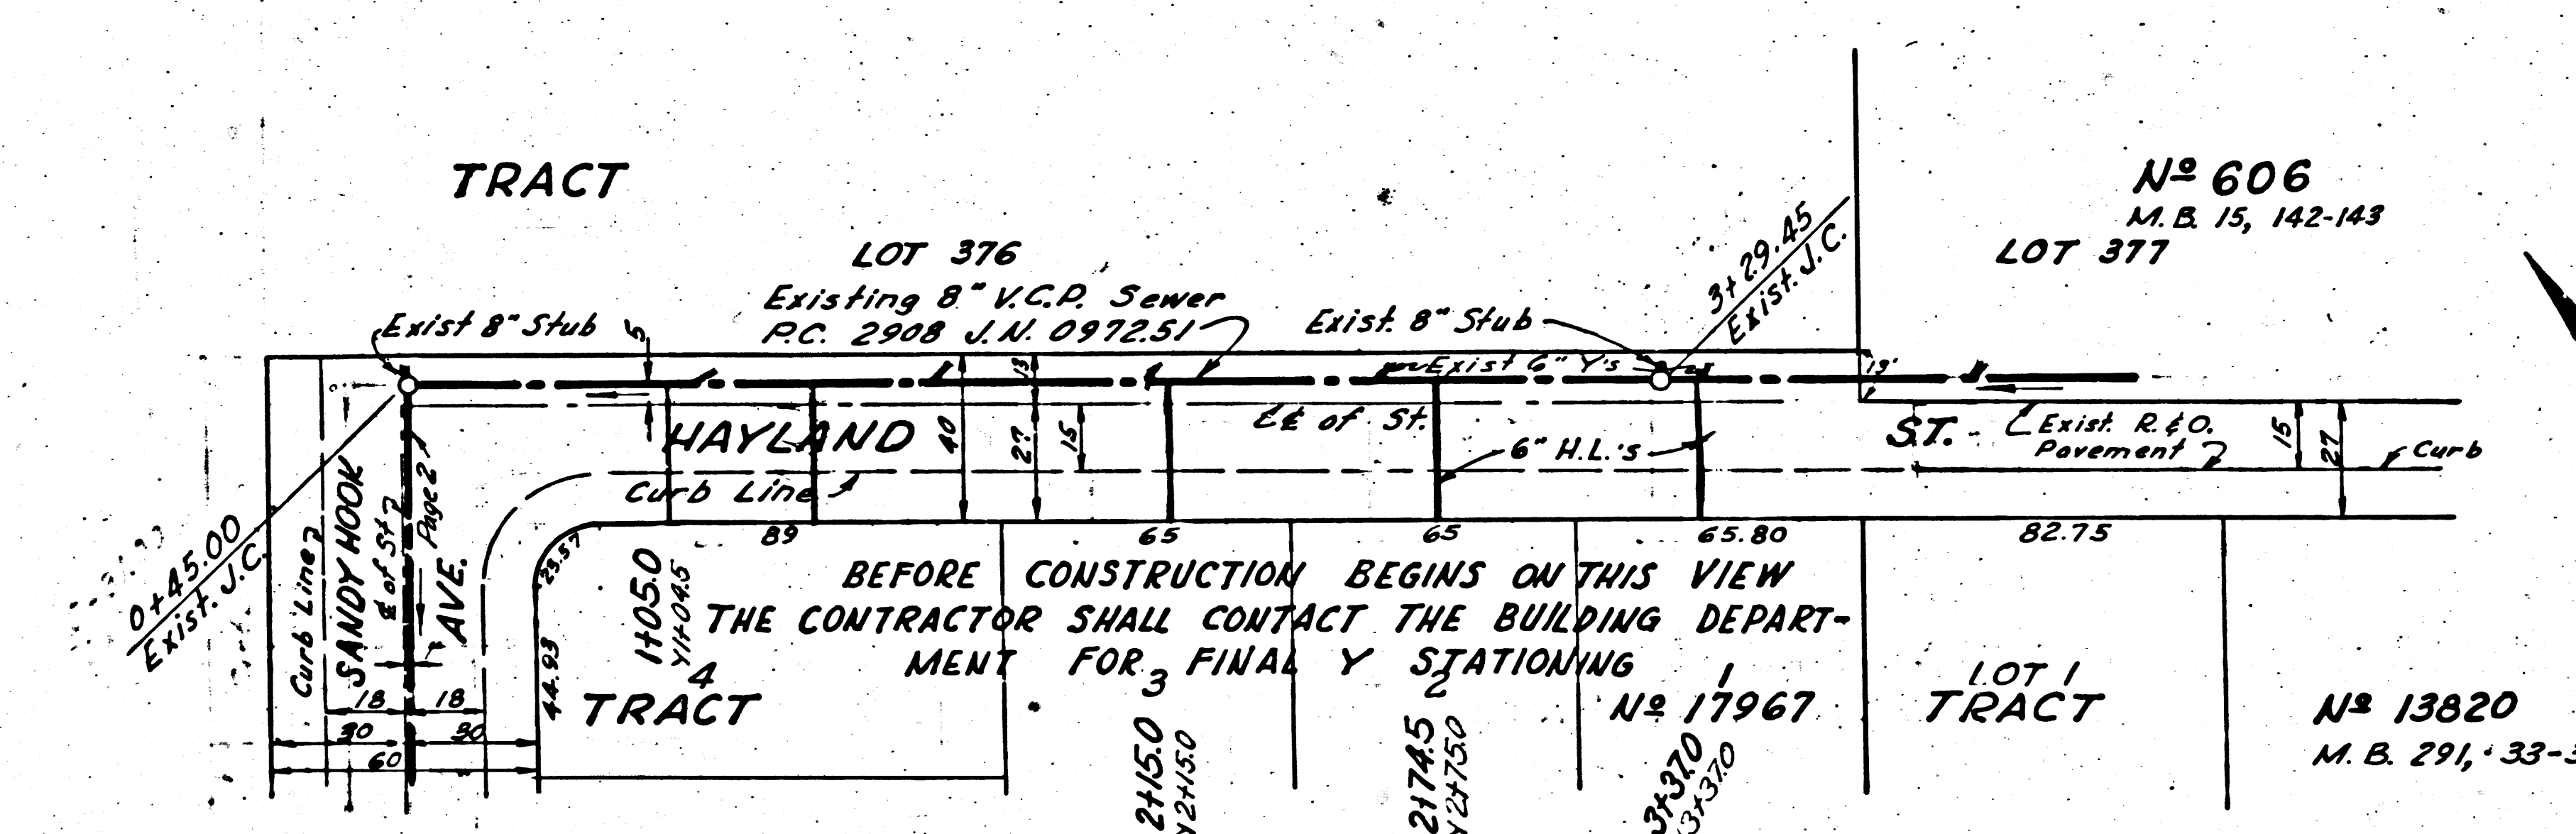 TRACT
Nº 606
M.B. 15, 142-143
LOT 376
LOT 377
Existing 8" V.C.P. Sewer
P.C. 2908 J.N. 0972.51
Exist 8" Stub
5
Exist. 8" Stub
3+29.45
Exist. J.C.
Exist 6" Y's
13
13'
HAYLAND
40
27
15
℄ of St.
ST.
Exist. R. & O.
Pavement
15
27
Curb
6" H.L.'s
Curb Line
0+45.00
Exist. J.C.
Curb Line
SANDY HOOK
℄ of St
Page 2
AVE.
23.57
44.93
89
65
65
65.80
82.75
1+05.0
Y1+04.5
BEFORE CONSTRUCTION BEGINS ON THIS VIEW
THE CONTRACTOR SHALL CONTACT THE BUILDING DEPART-
MENT FOR FINAL Y STATIONING
4
3
2
1
TRACT
Nº 17967
LOT 1
TRACT
Nº 13820
M.B. 291, 33-3
18
18
30
30
60
2+15.0
Y2+15.0
2+74.5
Y2+75.0
3+37.0
3+37.0